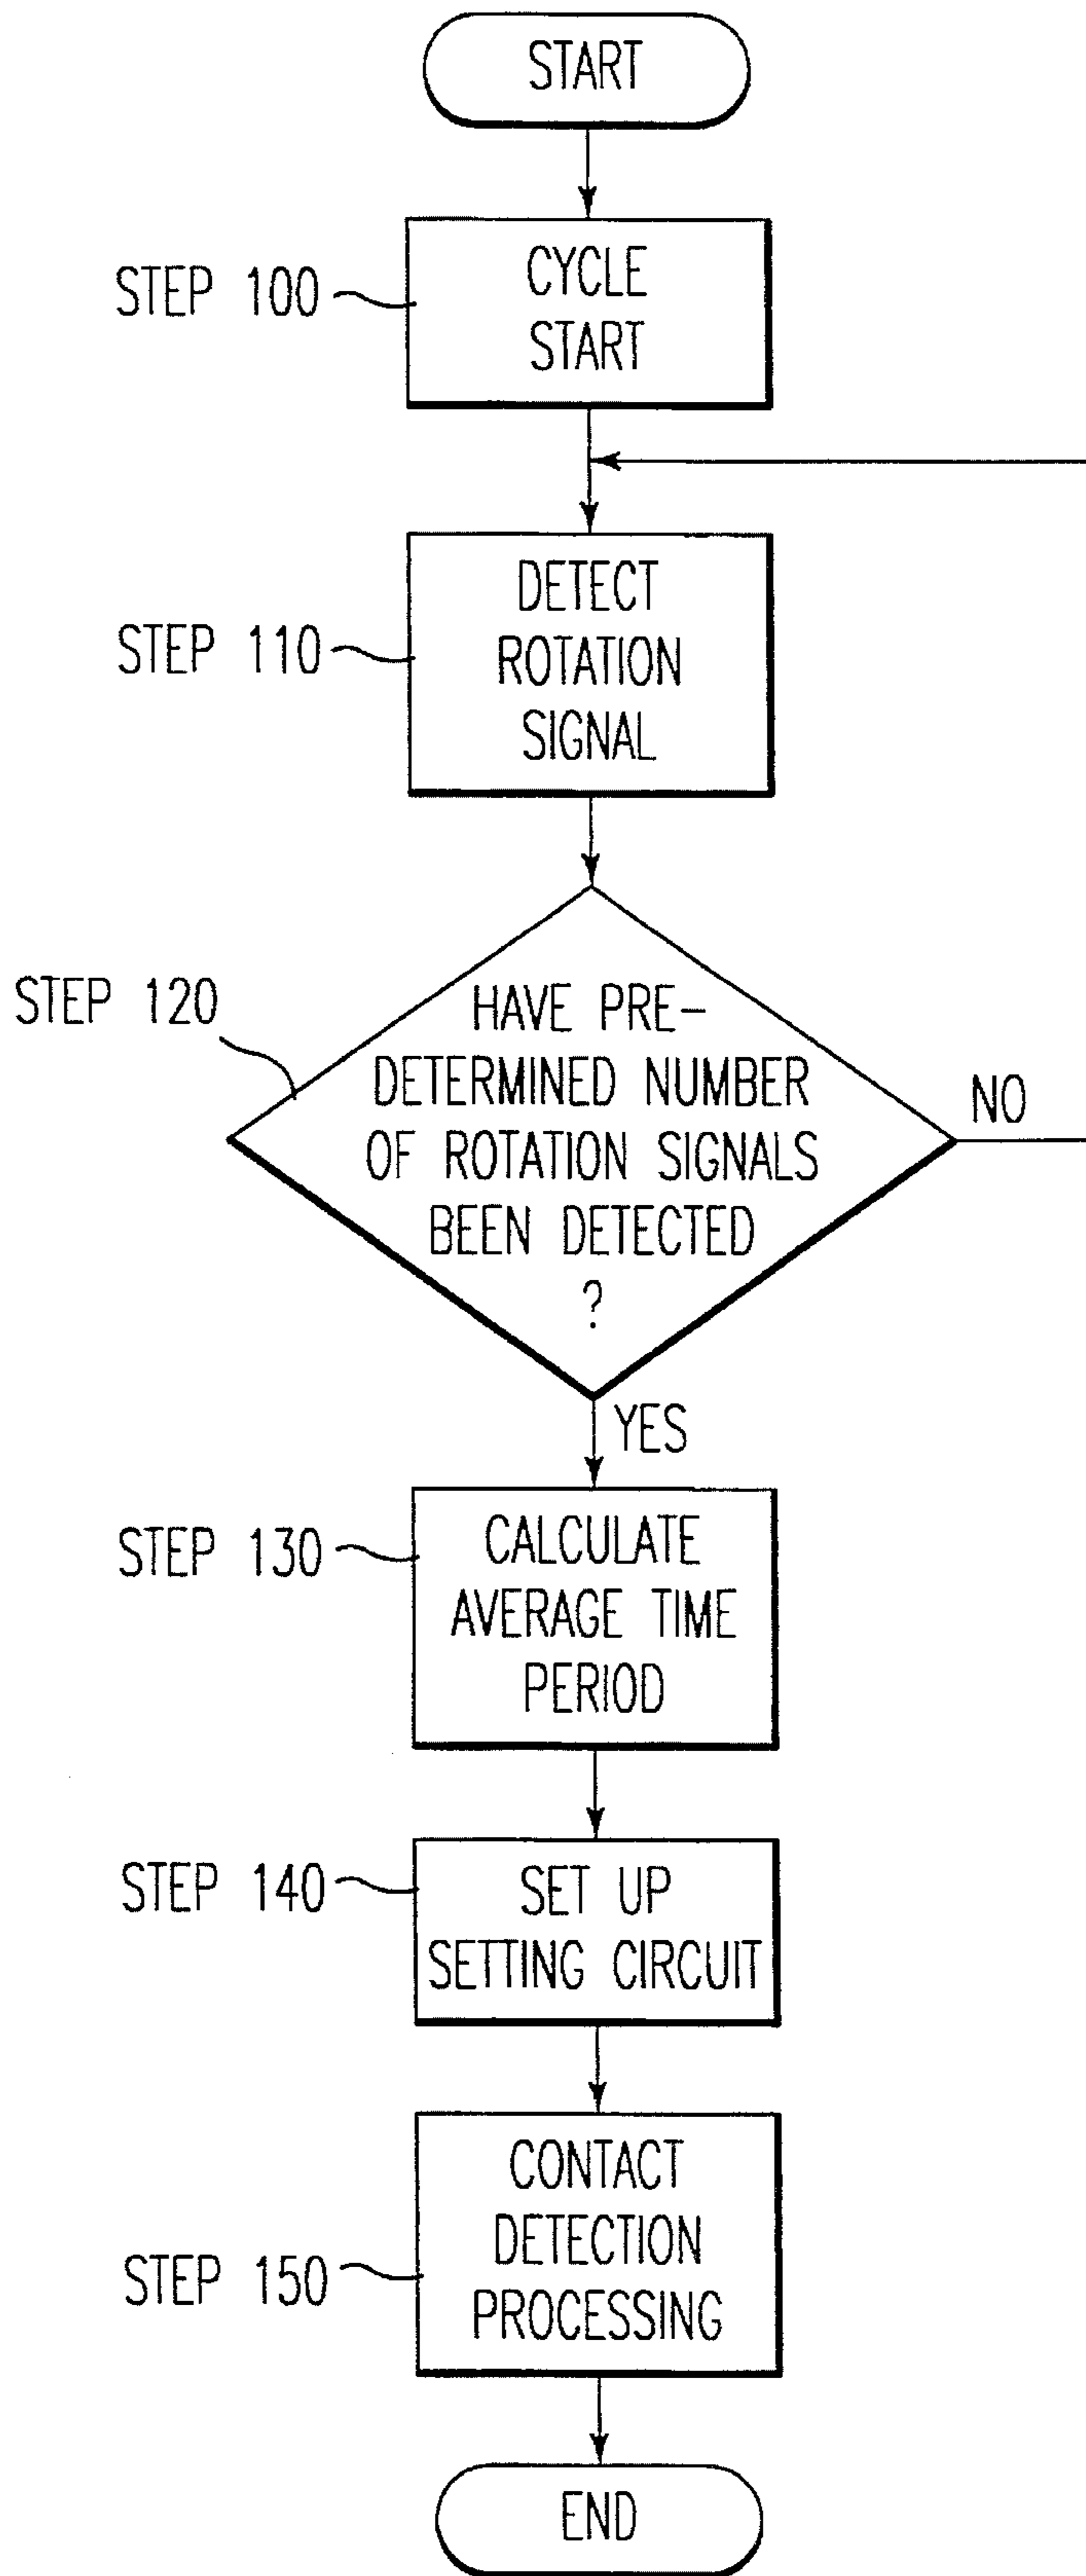 START
STEP 100
CYCLE
START
STEP 110
DETECT
ROTATION
SIGNAL
STEP 120
HAVE PRE-
DETERMINED NUMBER
OF ROTATION SIGNALS
BEEN DETECTED
?
NO
YES
STEP 130
CALCULATE
AVERAGE TIME
PERIOD
STEP 140
SET UP
SETTING CIRCUIT
STEP 150
CONTACT
DETECTION
PROCESSING
END